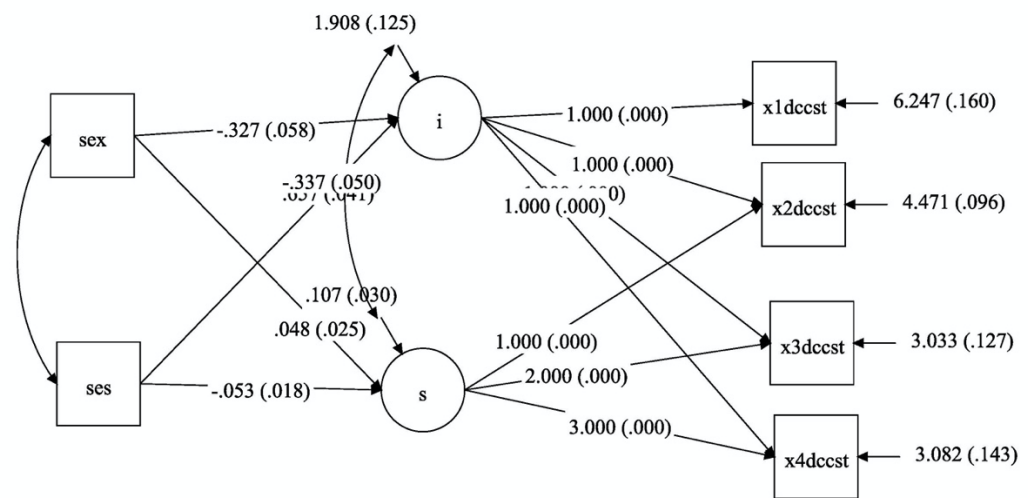 1.908 (.125)
sex
-.327 (.058)
i
1.000 (.000)
x1dccst
6.247 (.160)
1.000 (.000)
-.337 (.050)
1.000 (.000)
x2dccst
4.471 (.096)
.107 (.030)
.048 (.025)
1.000 (.000)
x3dccst
3.033 (.127)
ses
-.053 (.018)
s
2.000 (.000)
3.000 (.000)
x4dccst
3.082 (.143)